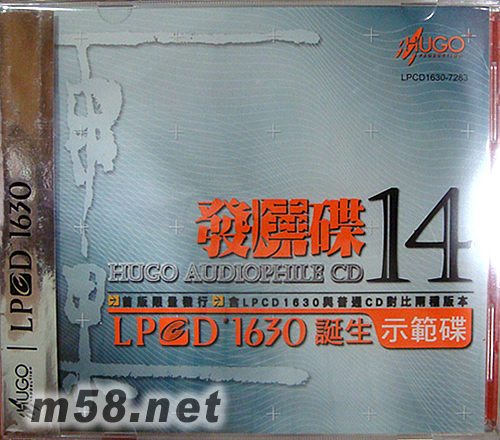 HUGO
PRODUCTION
LPCD1630-7283
發燒碟14
HUGO AUDIOPHILE CD
首版限量發行 含LPCD1630與普通CD對比兩種版本
LPCD*1630 誕生 示範碟
LPCD 1630
HUGO
PRODUCTION
m58.net